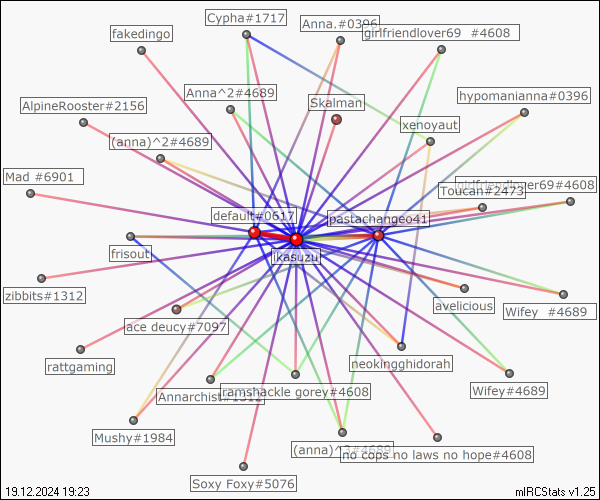 Cypha#1717
Anna.#0396
fakedingo
girlfriendlover69 #4608
Anna^2#4689
Skalman
hypomanianna#0396
AlpineRooster#2156
xenoyaut
(anna)^2#4689
Mad #6901
girlfriendlover69#4608
Toucan#2473
default#0617
pastachangeo41
frisout
ikasuzu
zibbits#1312
avelicious
Wifey #4689
ace deucy#7097
rattgaming
neokingghidorah
Annarchist#1312
ramshackle gorey#4608
Wifey#4689
Mushy#1984
(anna)^3#4689
no cops no laws no hope#4608
Soxy Foxy#5076
19.12.2024 19:23
mIRCStats v1.25